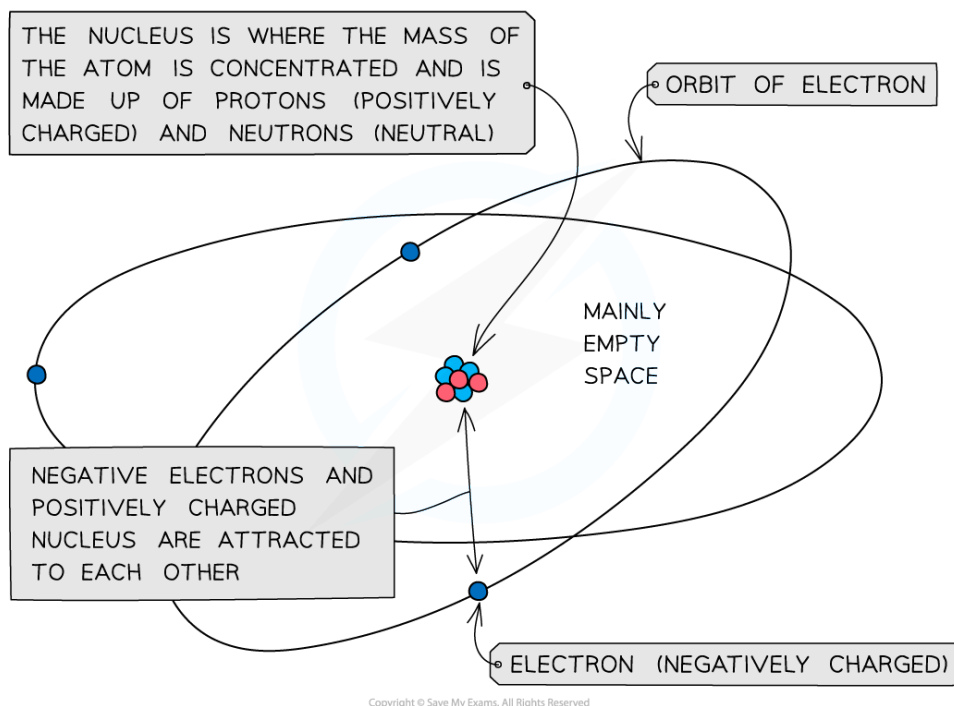 THE NUCLEUS IS WHERE THE MASS OF
THE ATOM IS CONCENTRATED AND IS
MADE UP OF PROTONS (POSITIVELY
CHARGED) AND NEUTRONS (NEUTRAL)
ORBIT OF ELECTRON
MAINLY
EMPTY
SPACE
NEGATIVE ELECTRONS AND
POSITIVELY CHARGED
NUCLEUS ARE ATTRACTED
TO EACH OTHER
ELECTRON (NEGATIVELY CHARGED)
Copyright © Save My Exams. All Rights Reserved